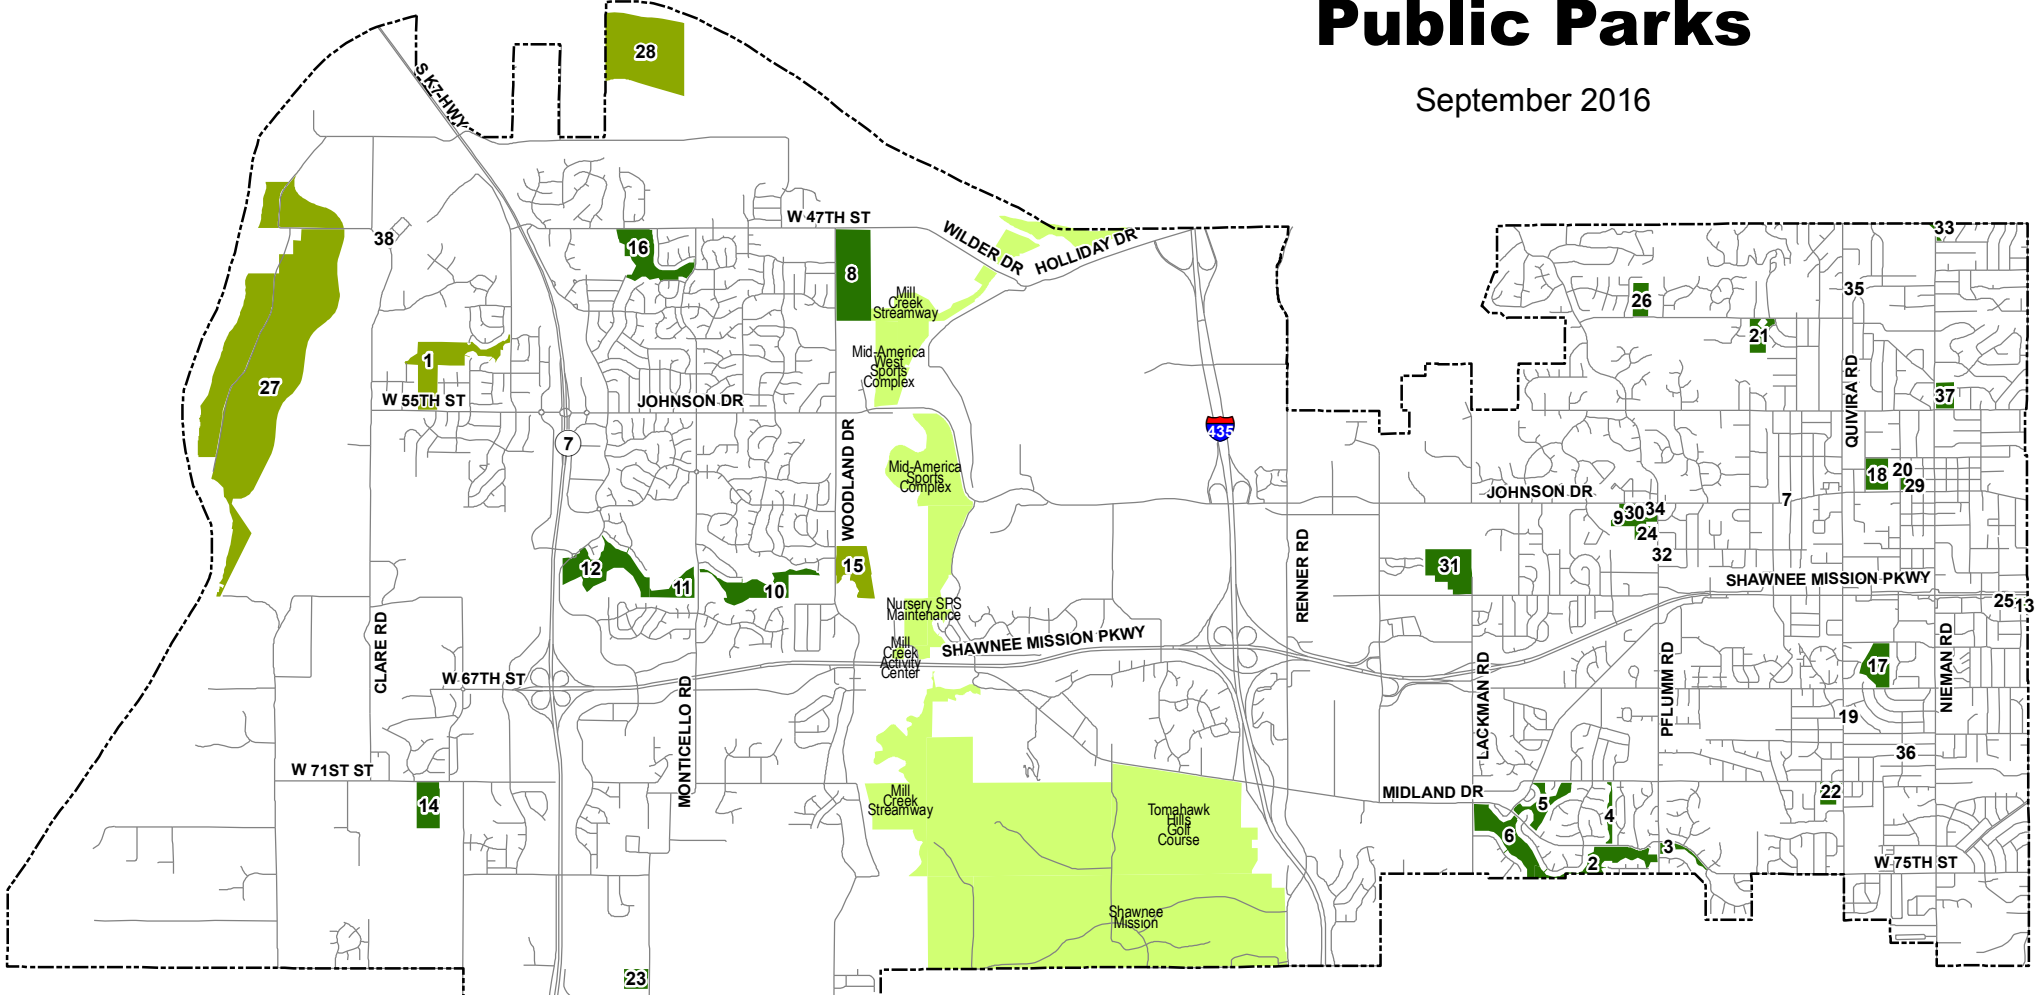 Public Parks
September 2016
28
S K7-HWY
W 47TH ST
WILDER DR
HOLLIDAY DR
33
38
16
8
Mill
Creek
Streamway
26
35
21
1
27
Mid-America
West
Sports
Complex
W 55TH ST
JOHNSON DR
37
QUIVIRA RD
7
435
WOODLAND DR
Mid-America
Sports
Complex
18
20
29
JOHNSON DR
7
9
30
34
24
32
12
11
10
15
31
RENNER RD
SHAWNEE MISSION PKWY
25
13
Nursery SPS
Maintenance
Mill
Creek
Activity
Center
SHAWNEE MISSION PKWY
CLARE RD
W 67TH ST
MONTICELLO RD
LACKMAN RD
PFLUMM RD
17
NIEMAN RD
19
36
W 71ST ST
14
Mill
Creek
Streamway
Tomahawk
Hills
Golf
Course
MIDLAND DR
5
4
6
2
3
22
W 75TH ST
Shawnee
Mission
23